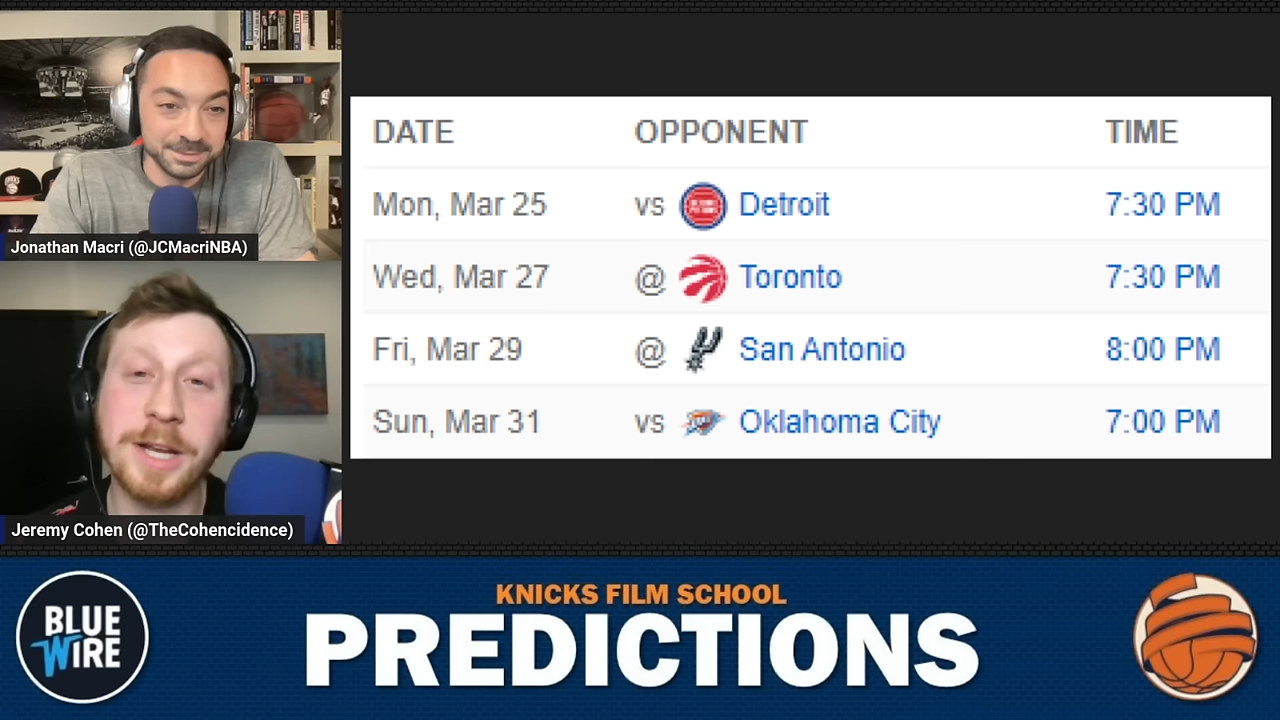 Jonathan Macri (@JCMacriNBA)
Jeremy Cohen (@TheCohencidence)
DATE OPPONENT TIME
Mon, Mar 25 vs Detroit 7:30 PM
Wed, Mar 27 @ Toronto 7:30 PM
Fri, Mar 29 @ San Antonio 8:00 PM
Sun, Mar 31 vs Oklahoma City 7:00 PM
BLUE
WIRE
KNICKS FILM SCHOOL
PREDICTIONS